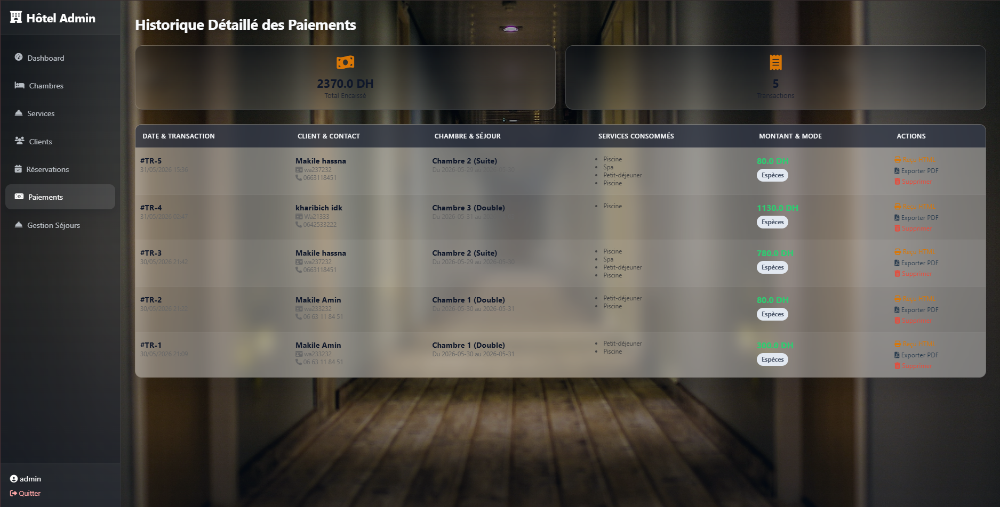 Hôtel Admin
Dashboard
Chambres
Services
Clients
Réservations
Paiements
Gestion Séjours
admin
Quitter
Historique Détaillé des Paiements
2370.0 DH
Total Encaissé
5
Transactions
DATE & TRANSACTION CLIENT & CONTACT CHAMBRE & SÉJOUR SERVICES CONSOMMÉS MONTANT & MODE ACTIONS
#TR-5
31/05/2026 15:36
Makile hassna
wa237232
0663118451
Chambre 2 (Suite)
Du 2026-05-29 au 2026-05-30
Piscine
Spa
Petit-déjeuner
Piscine
80.0 DH
Espèces
Reçu HTML
Exporter PDF
Supprimer
#TR-4
31/05/2026 02:47
kharibich idk
Wa21333
0642533222
Chambre 3 (Double)
Du 2026-05-31 au
Piscine
1130.0 DH
Espèces
Reçu HTML
Exporter PDF
Supprimer
#TR-3
30/05/2026 21:42
Makile hassna
wa237232
0663118451
Chambre 2 (Suite)
Du 2026-05-29 au 2026-05-30
Piscine
Spa
Petit-déjeuner
Piscine
780.0 DH
Espèces
Reçu HTML
Exporter PDF
Supprimer
#TR-2
30/05/2026 21:22
Makile Amin
wa233232
06 63 11 84 51
Chambre 1 (Double)
Du 2026-05-30 au 2026-05-31
Petit-déjeuner
Piscine
80.0 DH
Espèces
Reçu HTML
Exporter PDF
Supprimer
#TR-1
30/05/2026 21:09
Makile Amin
wa233232
06 63 11 84 51
Chambre 1 (Double)
Du 2026-05-30 au 2026-05-31
Petit-déjeuner
Piscine
300.0 DH
Espèces
Reçu HTML
Exporter PDF
Supprimer